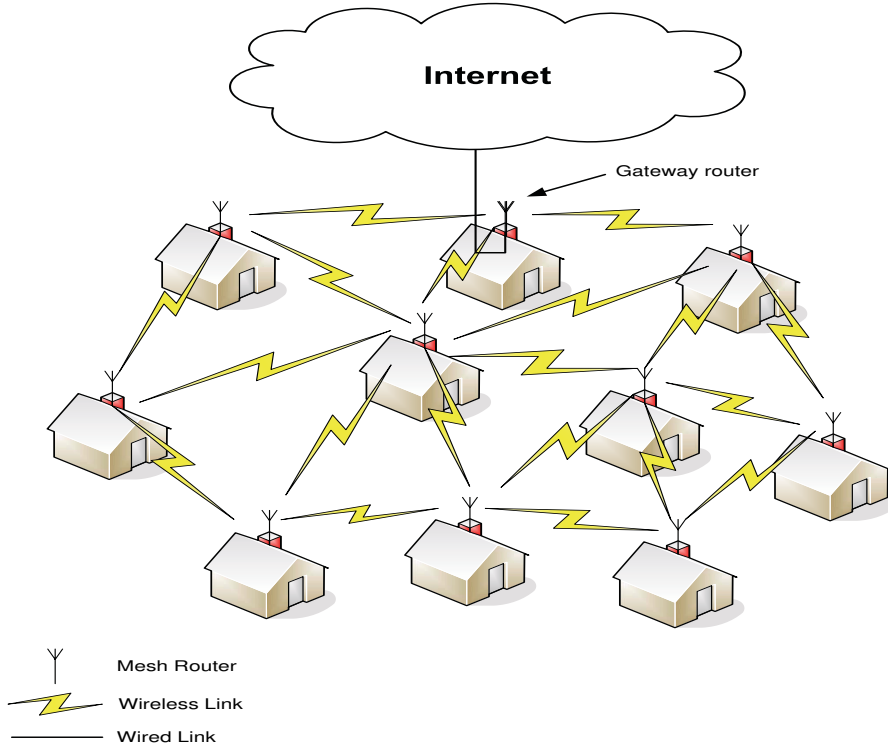 Internet
Gateway router
Mesh Router
Wireless Link
Wired Link